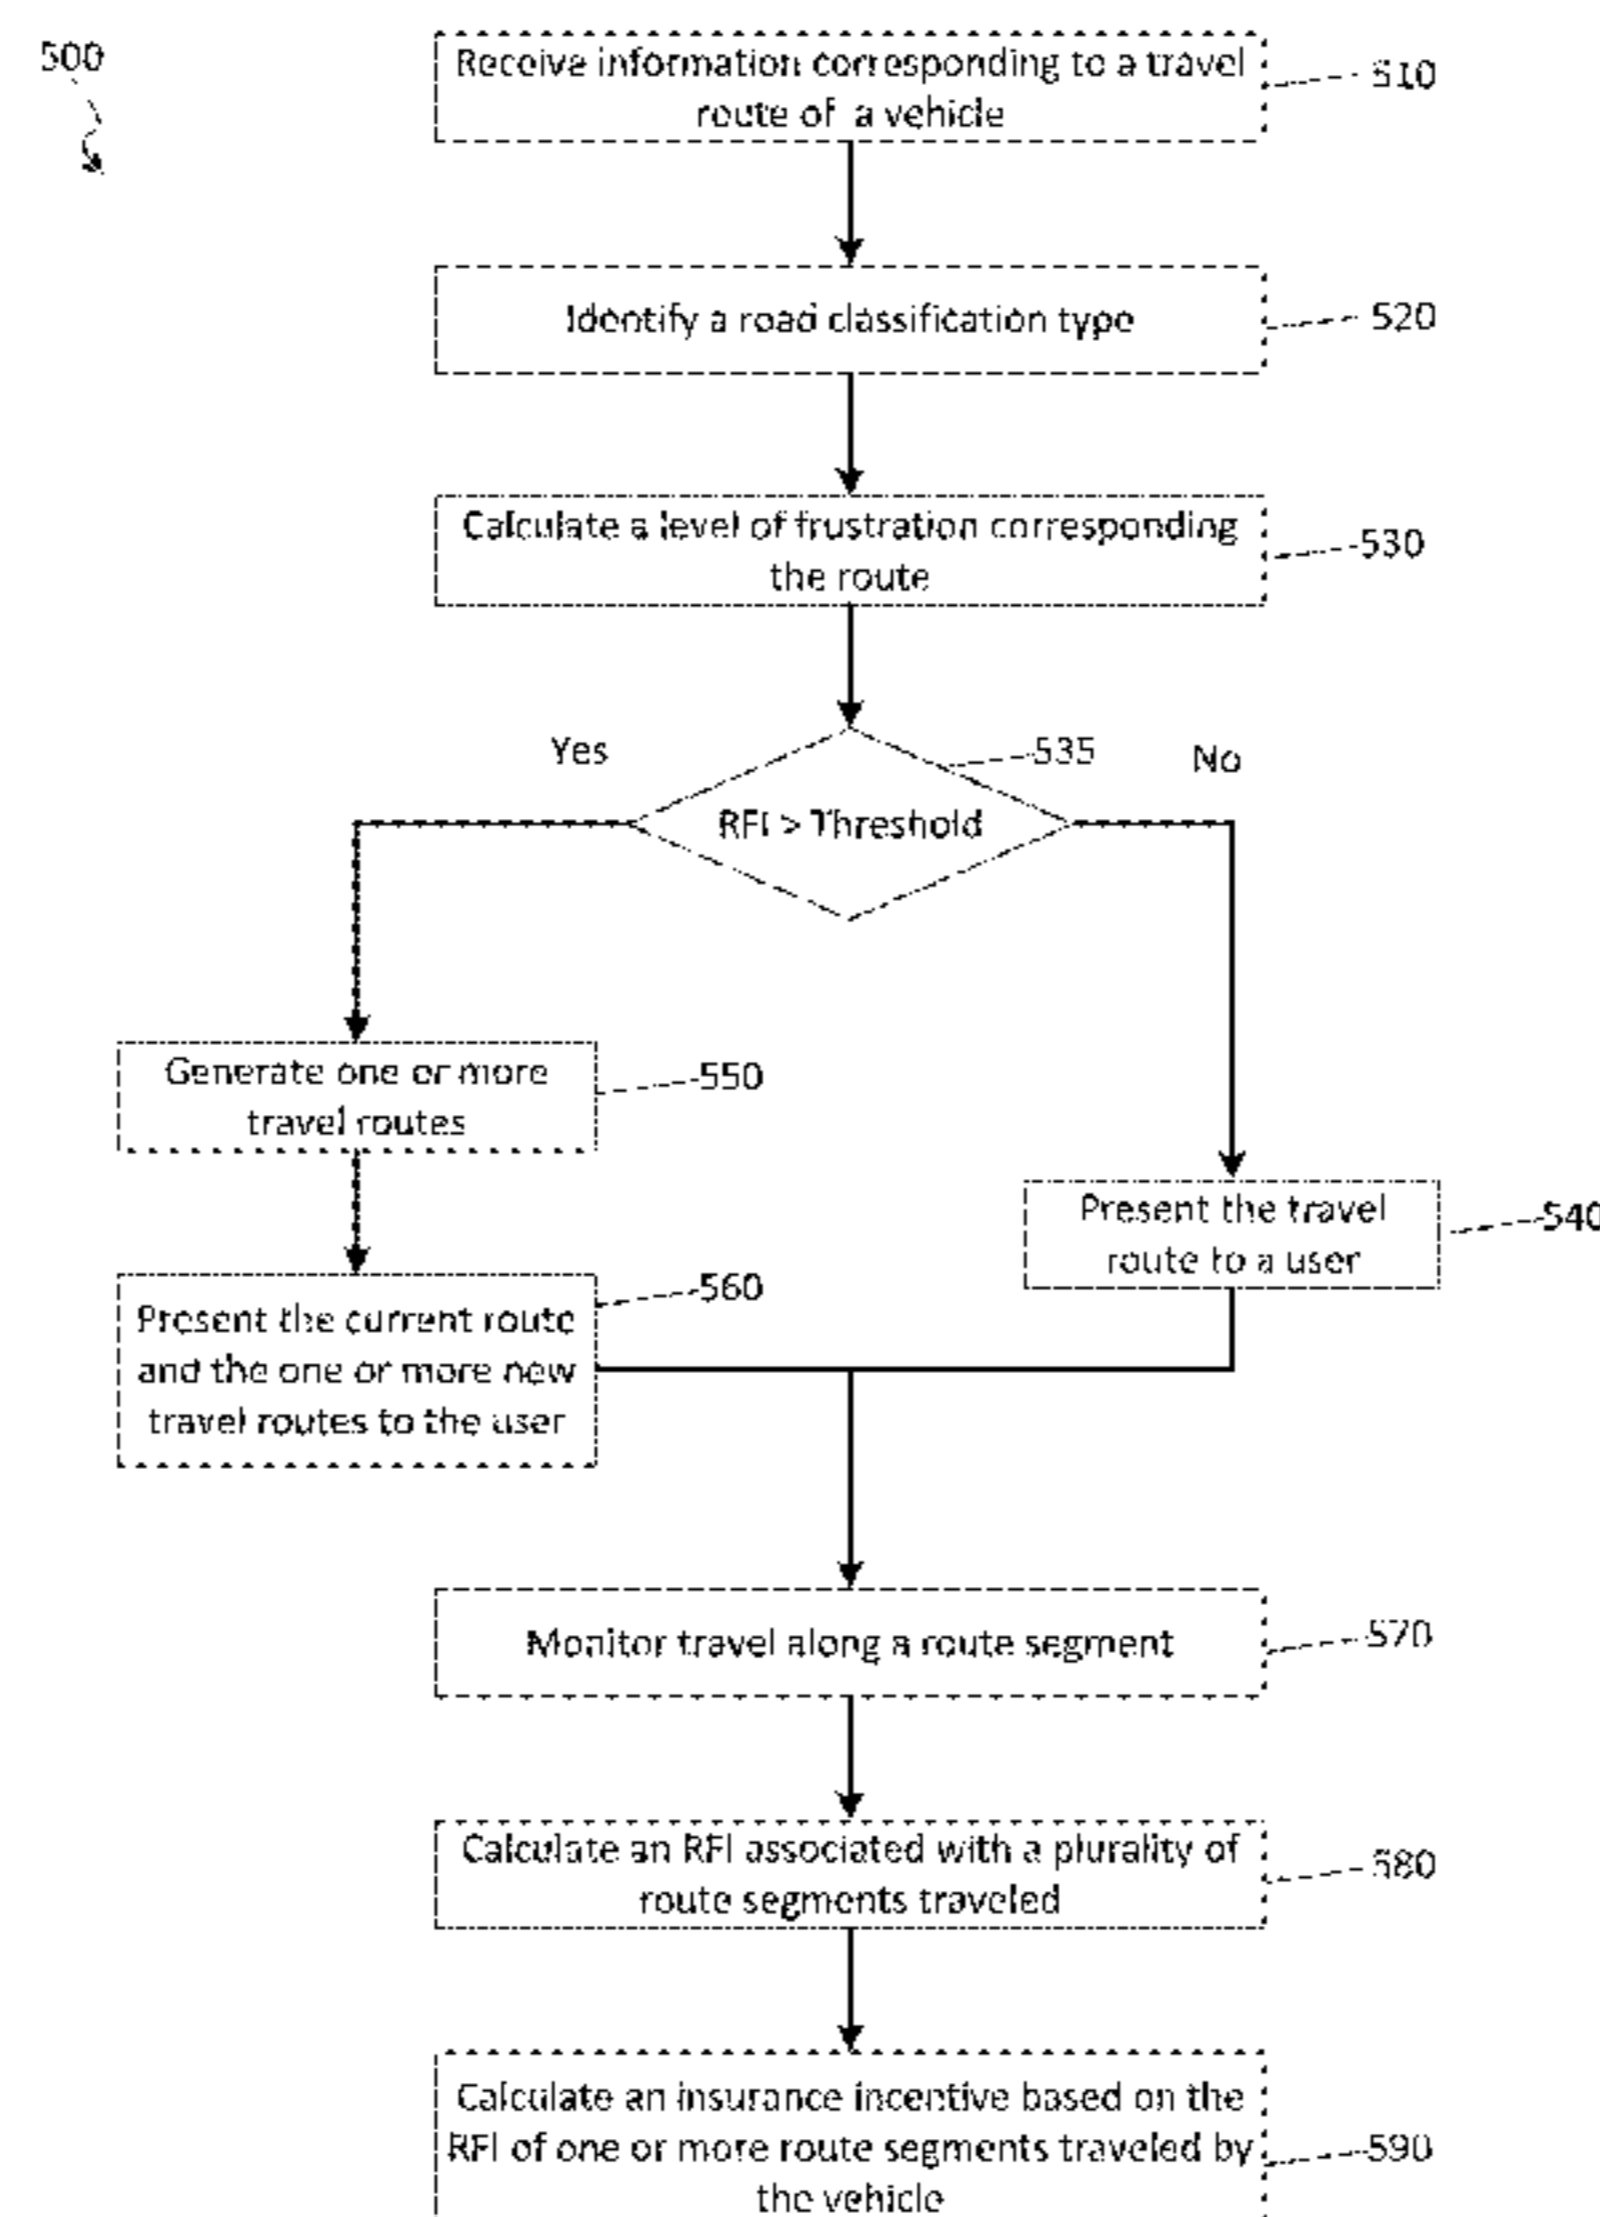 500
Receive information corresponding to a travel
route of a vehicle
510
Identify a road classification type
520
Calculate a level of frustration corresponding
the route
530
Yes
535
No
RFI > Threshold
Generate one or more
travel routes
550
Present the travel
route to a user
540
560
Present the current route
and the one or more new
travel routes to the user
Monitor travel along a route segment
570
Calculate an RFI associated with a plurality of
route segments traveled
580
Calculate an insurance incentive based on the
RFI of one or more route segments traveled by
the vehicle
590